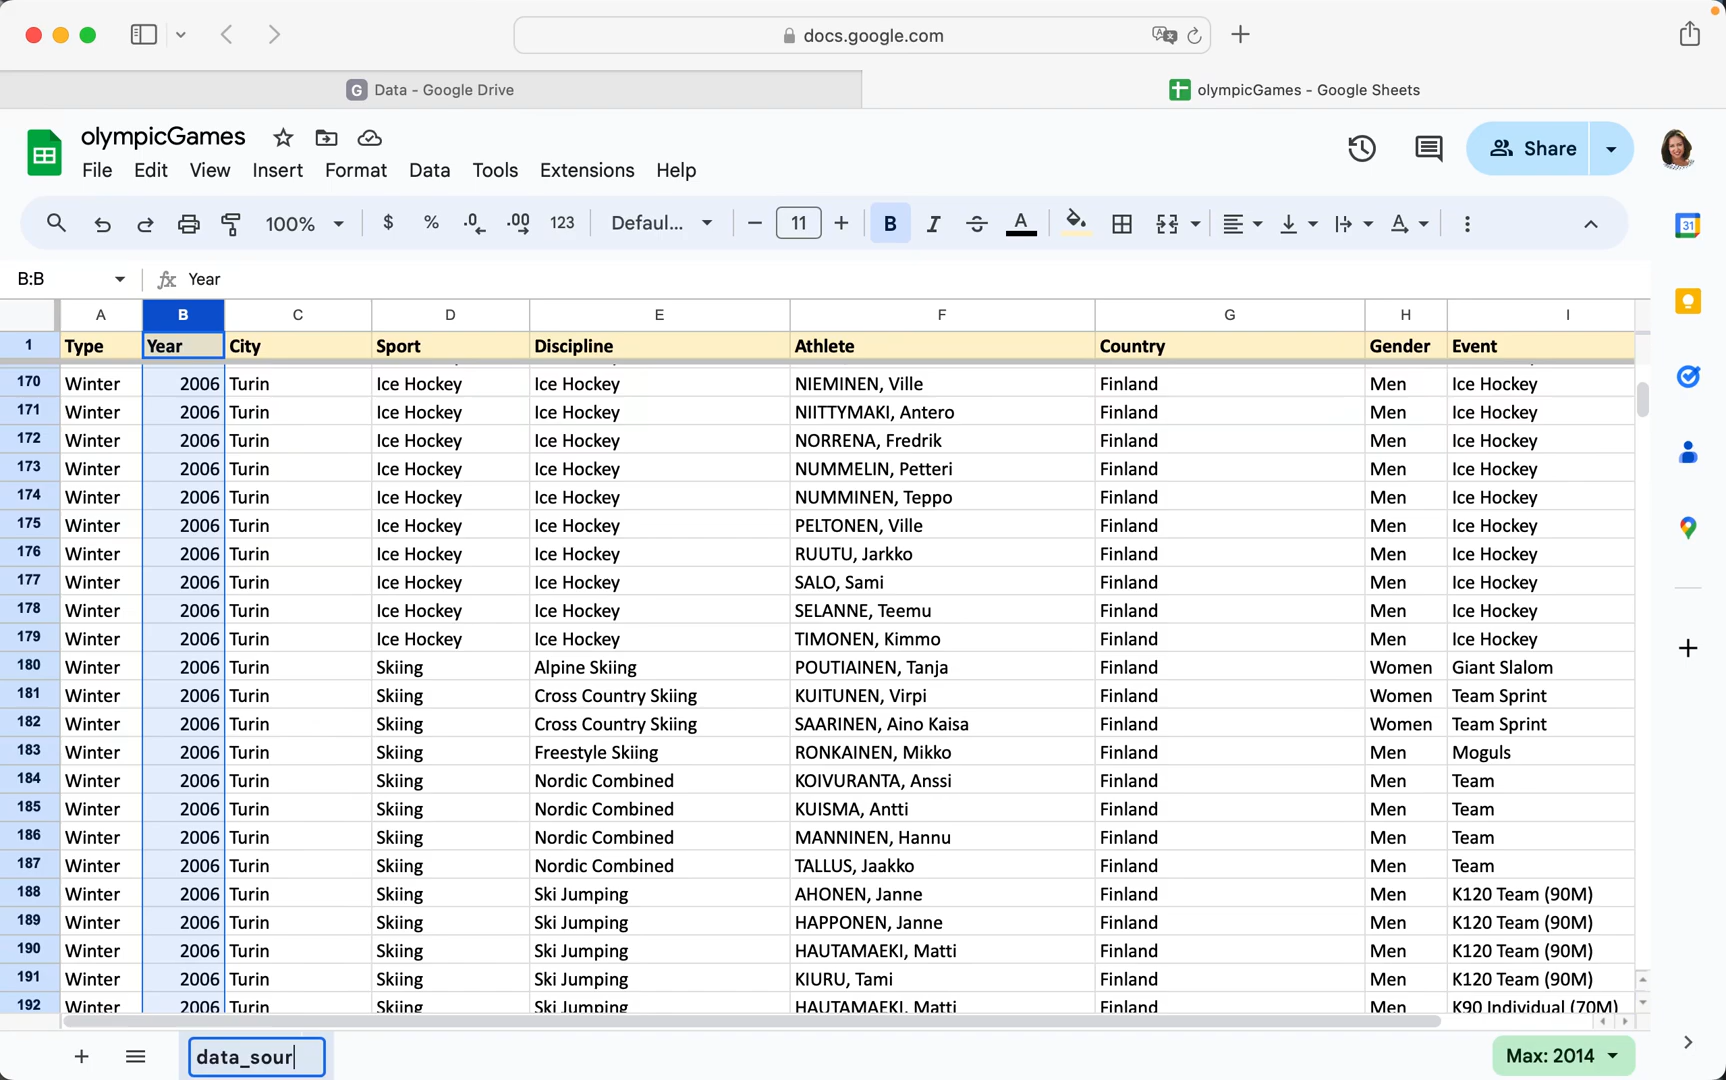 docs.google.com
G Data - Google Drive
olympicGames - Google Sheets
olympicGames
File Edit View Insert Format Data Tools Extensions Help
Share
100% $ % .0 .00 123 Defaul... 11 B I S A A
31
B:B fx Year
A B C D E F G H I
1 Type Year City Sport Discipline Athlete Country Gender Event
170 Winter 2006 Turin Ice Hockey Ice Hockey NIEMINEN, Ville Finland Men Ice Hockey
171 Winter 2006 Turin Ice Hockey Ice Hockey NIITTYMAKI, Antero Finland Men Ice Hockey
172 Winter 2006 Turin Ice Hockey Ice Hockey NORRENA, Fredrik Finland Men Ice Hockey
173 Winter 2006 Turin Ice Hockey Ice Hockey NUMMELIN, Petteri Finland Men Ice Hockey
174 Winter 2006 Turin Ice Hockey Ice Hockey NUMMINEN, Teppo Finland Men Ice Hockey
175 Winter 2006 Turin Ice Hockey Ice Hockey PELTONEN, Ville Finland Men Ice Hockey
176 Winter 2006 Turin Ice Hockey Ice Hockey RUUTU, Jarkko Finland Men Ice Hockey
177 Winter 2006 Turin Ice Hockey Ice Hockey SALO, Sami Finland Men Ice Hockey
178 Winter 2006 Turin Ice Hockey Ice Hockey SELANNE, Teemu Finland Men Ice Hockey
179 Winter 2006 Turin Ice Hockey Ice Hockey TIMONEN, Kimmo Finland Men Ice Hockey
180 Winter 2006 Turin Skiing Alpine Skiing POUTIAINEN, Tanja Finland Women Giant Slalom
181 Winter 2006 Turin Skiing Cross Country Skiing KUITUNEN, Virpi Finland Women Team Sprint
182 Winter 2006 Turin Skiing Cross Country Skiing SAARINEN, Aino Kaisa Finland Women Team Sprint
183 Winter 2006 Turin Skiing Freestyle Skiing RONKAINEN, Mikko Finland Men Moguls
184 Winter 2006 Turin Skiing Nordic Combined KOIVURANTA, Anssi Finland Men Team
185 Winter 2006 Turin Skiing Nordic Combined KUISMA, Antti Finland Men Team
186 Winter 2006 Turin Skiing Nordic Combined MANNINEN, Hannu Finland Men Team
187 Winter 2006 Turin Skiing Nordic Combined TALLUS, Jaakko Finland Men Team
188 Winter 2006 Turin Skiing Ski Jumping AHONEN, Janne Finland Men K120 Team (90M)
189 Winter 2006 Turin Skiing Ski Jumping HAPPONEN, Janne Finland Men K120 Team (90M)
190 Winter 2006 Turin Skiing Ski Jumping HAUTAMAEKI, Matti Finland Men K120 Team (90M)
191 Winter 2006 Turin Skiing Ski Jumping KIURU, Tami Finland Men K120 Team (90M)
192 Winter 2006 Turin Skiing Ski Jumping HAUTAMAEKI, Matti Finland Men K90 Individual (70M)
data_sour
Max: 2014